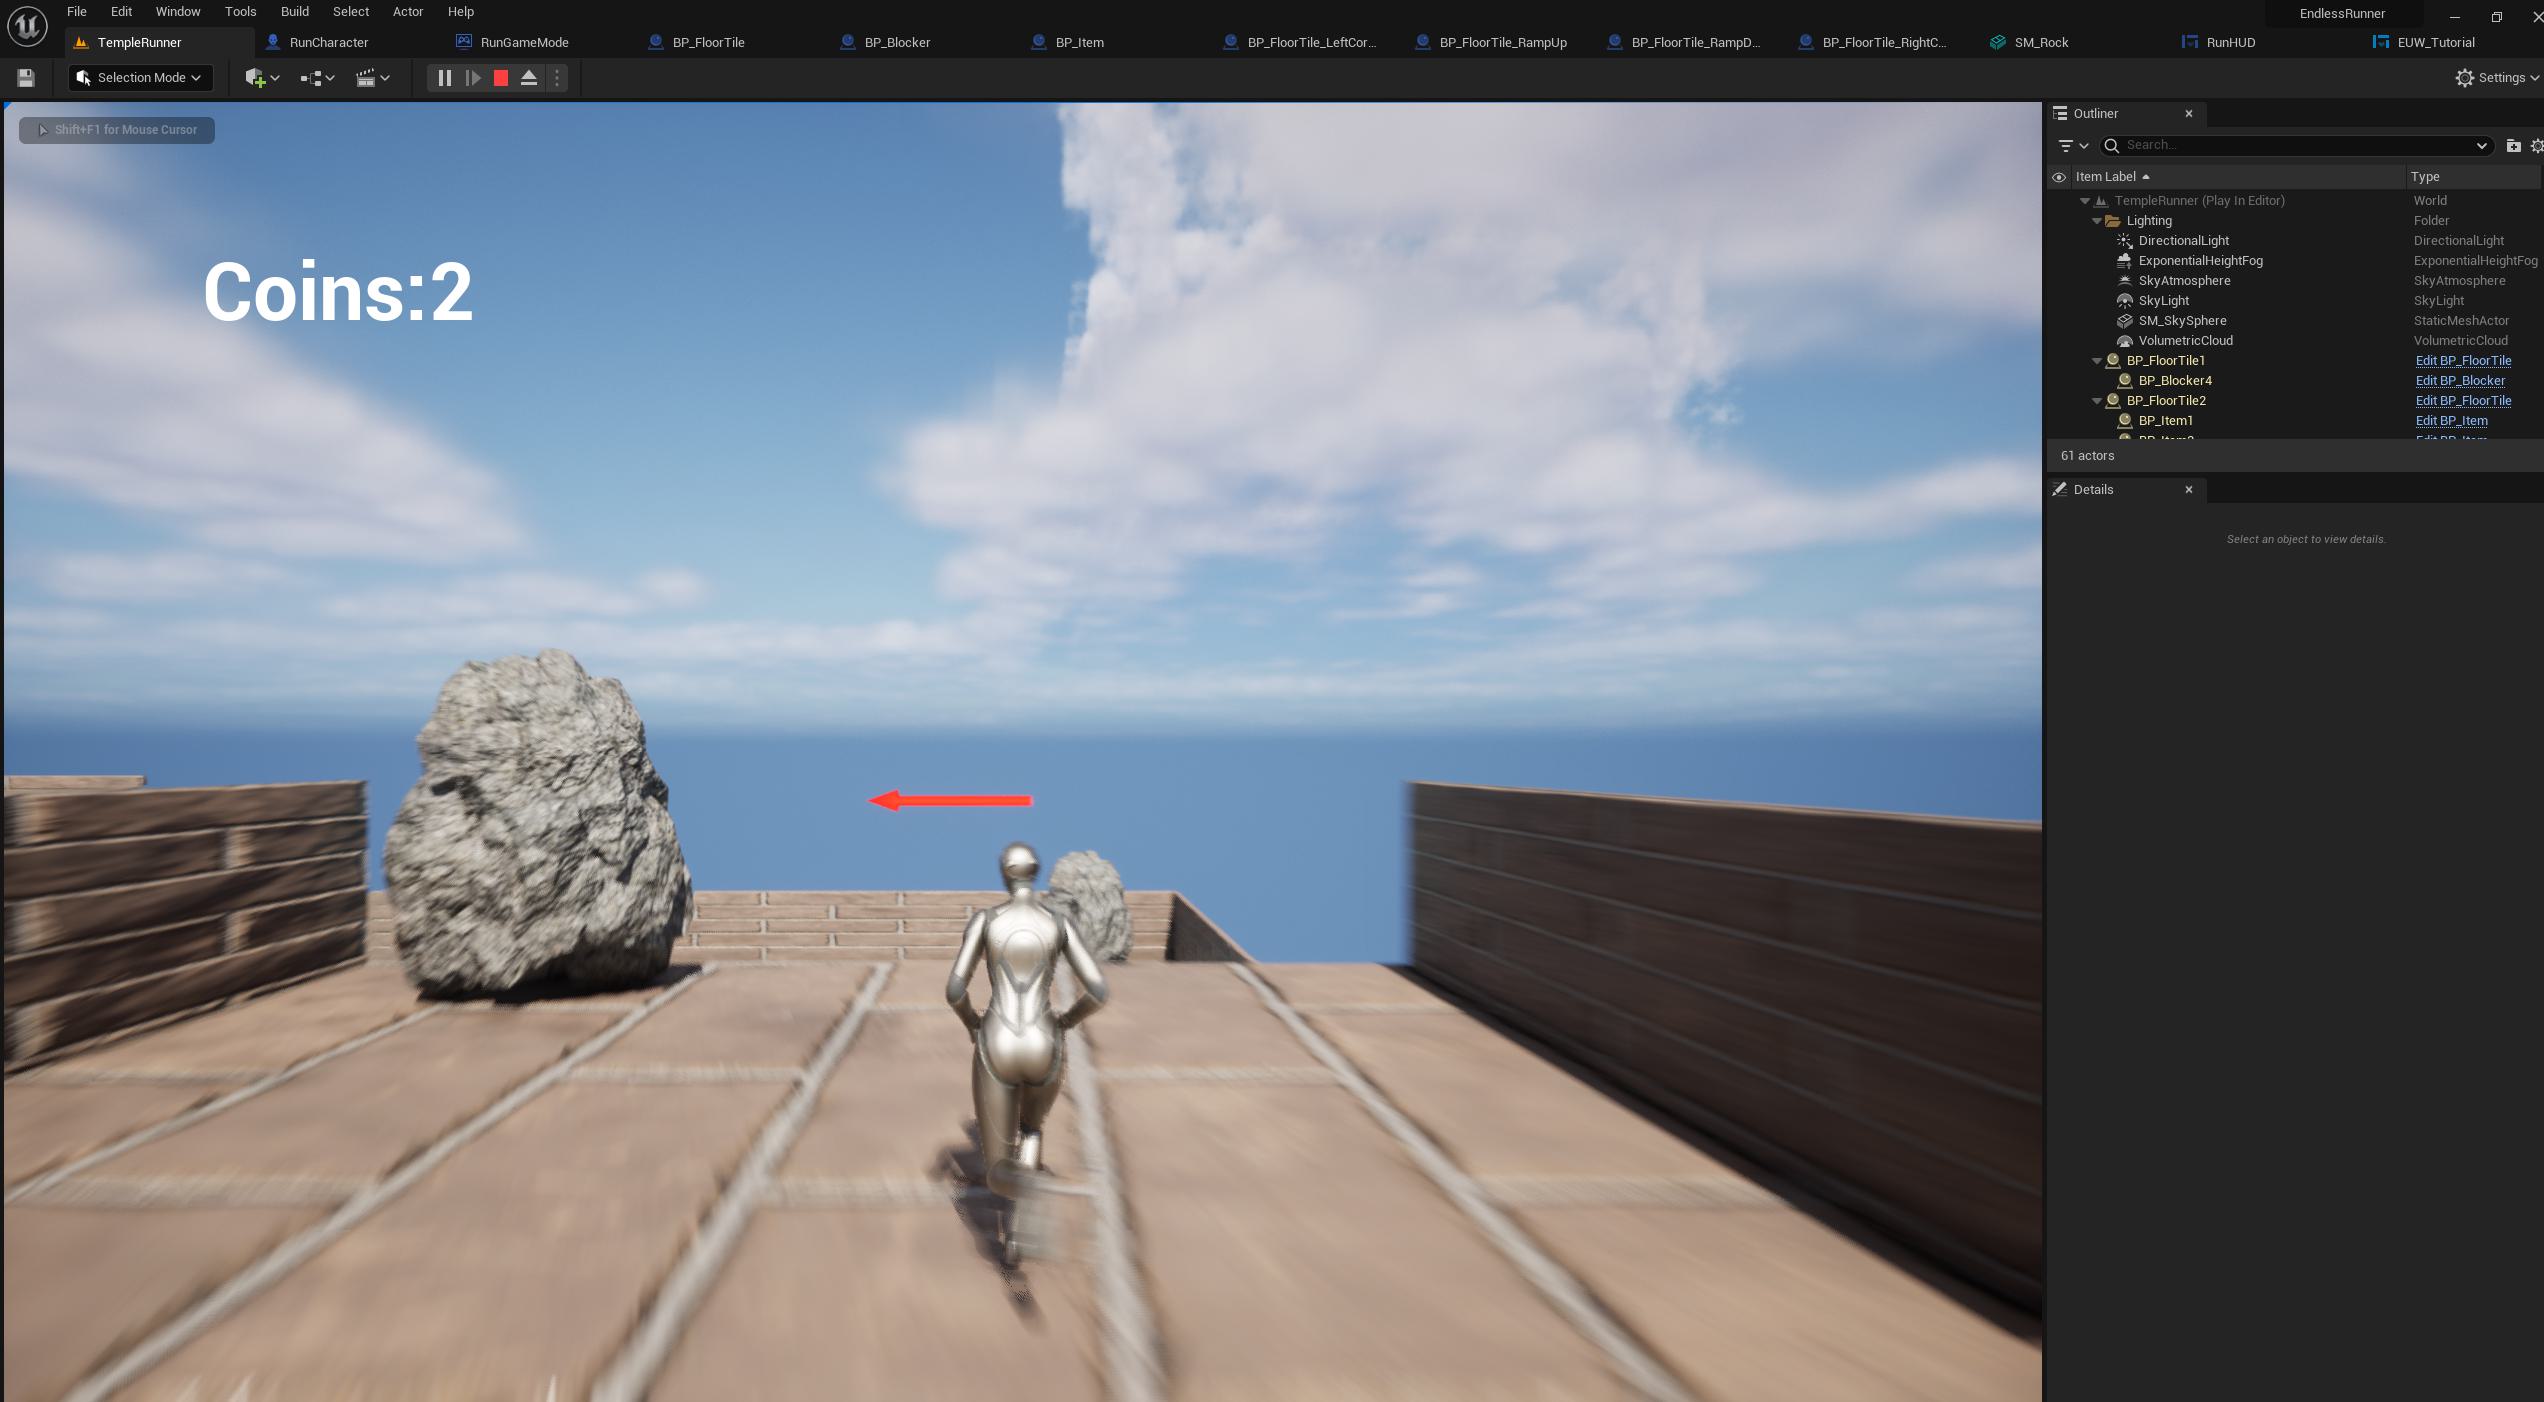 File Edit Window Tools Build Select Actor Help
EndlessRunner
TempleRunner RunCharacter RunGameMode BP_FloorTile BP_Blocker BP_Item BP_FloorTile_LeftCor... BP_FloorTile_RampUp BP_FloorTile_RampD... BP_FloorTile_RightC... SM_Rock RunHUD EUW_Tutorial
Selection Mode
Settings
Shift+F1 for Mouse Cursor
Coins:2
Outliner
Search...
Item Label Type
TempleRunner (Play In Editor) World
Lighting Folder
DirectionalLight DirectionalLight
ExponentialHeightFog ExponentialHeightFog
SkyAtmosphere SkyAtmosphere
SkyLight SkyLight
SM_SkySphere StaticMeshActor
VolumetricCloud VolumetricCloud
BP_FloorTile1 Edit BP_FloorTile
BP_Blocker4 Edit BP_Blocker
BP_FloorTile2 Edit BP_FloorTile
BP_Item1 Edit BP_Item
61 actors
Details
Select an object to view details.